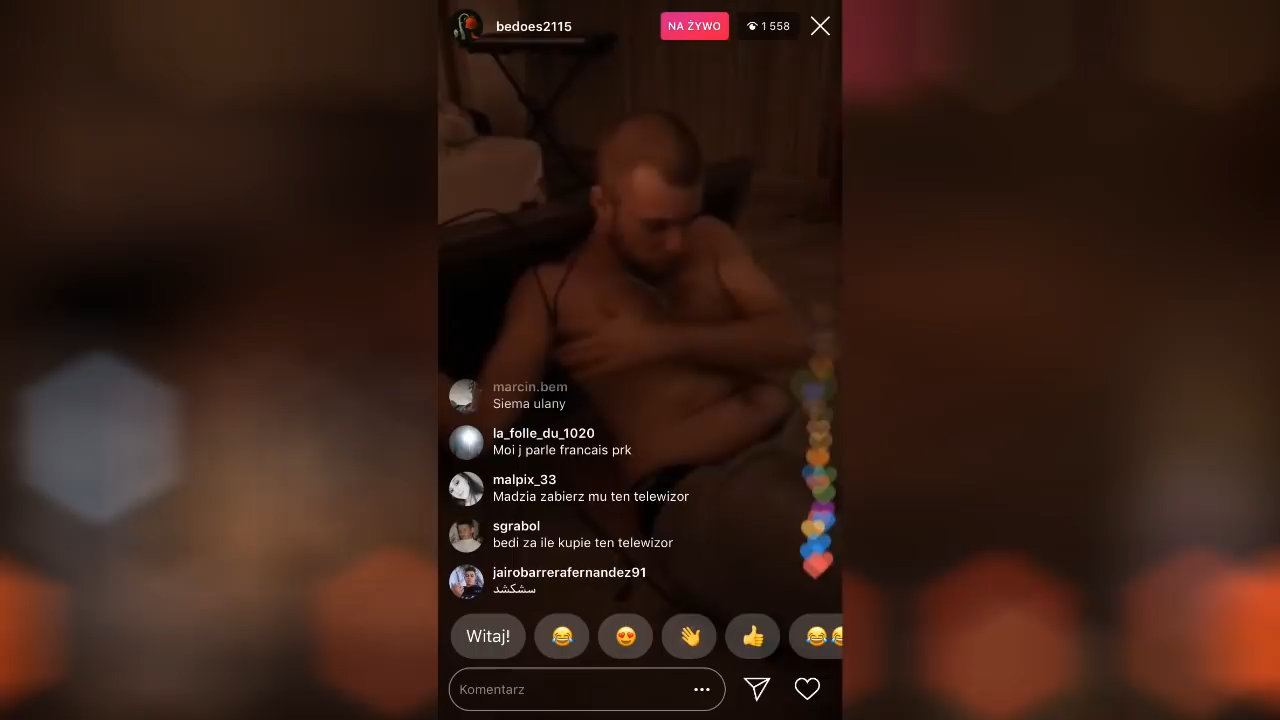 bedoes2115
NA ŻYWO
1 558
marcin.bem
Siema ulany
la_folle_du_1020
Moi j parle francais prk
malpix_33
Madzia zabierz mu ten telewizor
sgrabol
bedi za ile kupie ten telewizor
jairobarrerafernandez91
سشكشد
Witaj!
Komentarz